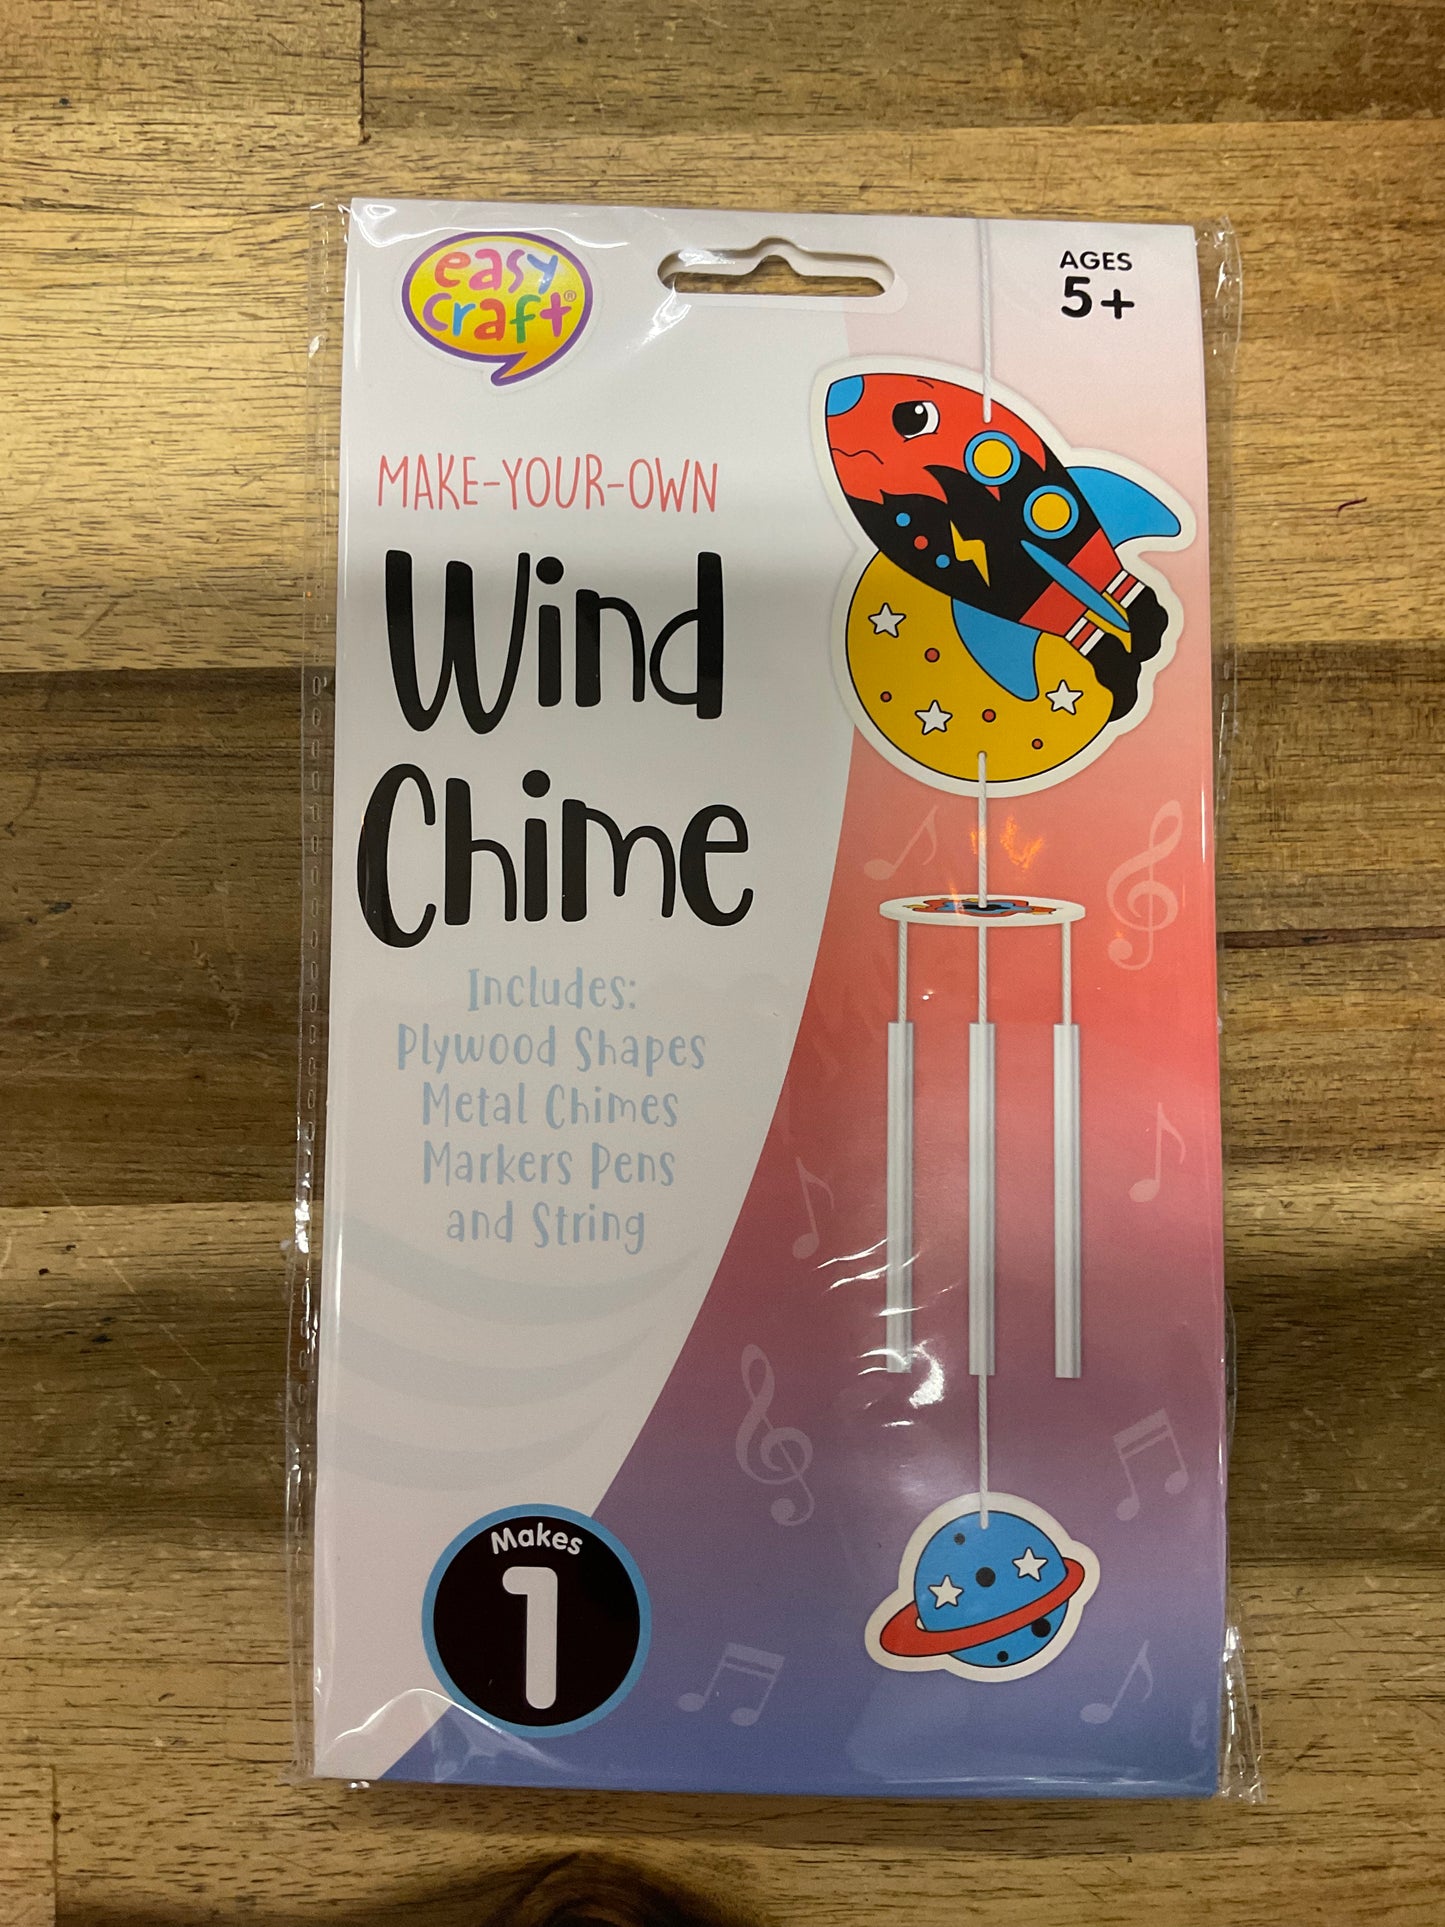 easy
craft®
AGES
5+
MAKE-YOUR-OWN
Wind
Chime
Includes:
Plywood Shapes
Metal Chimes
Markers Pens
and String
Makes
1